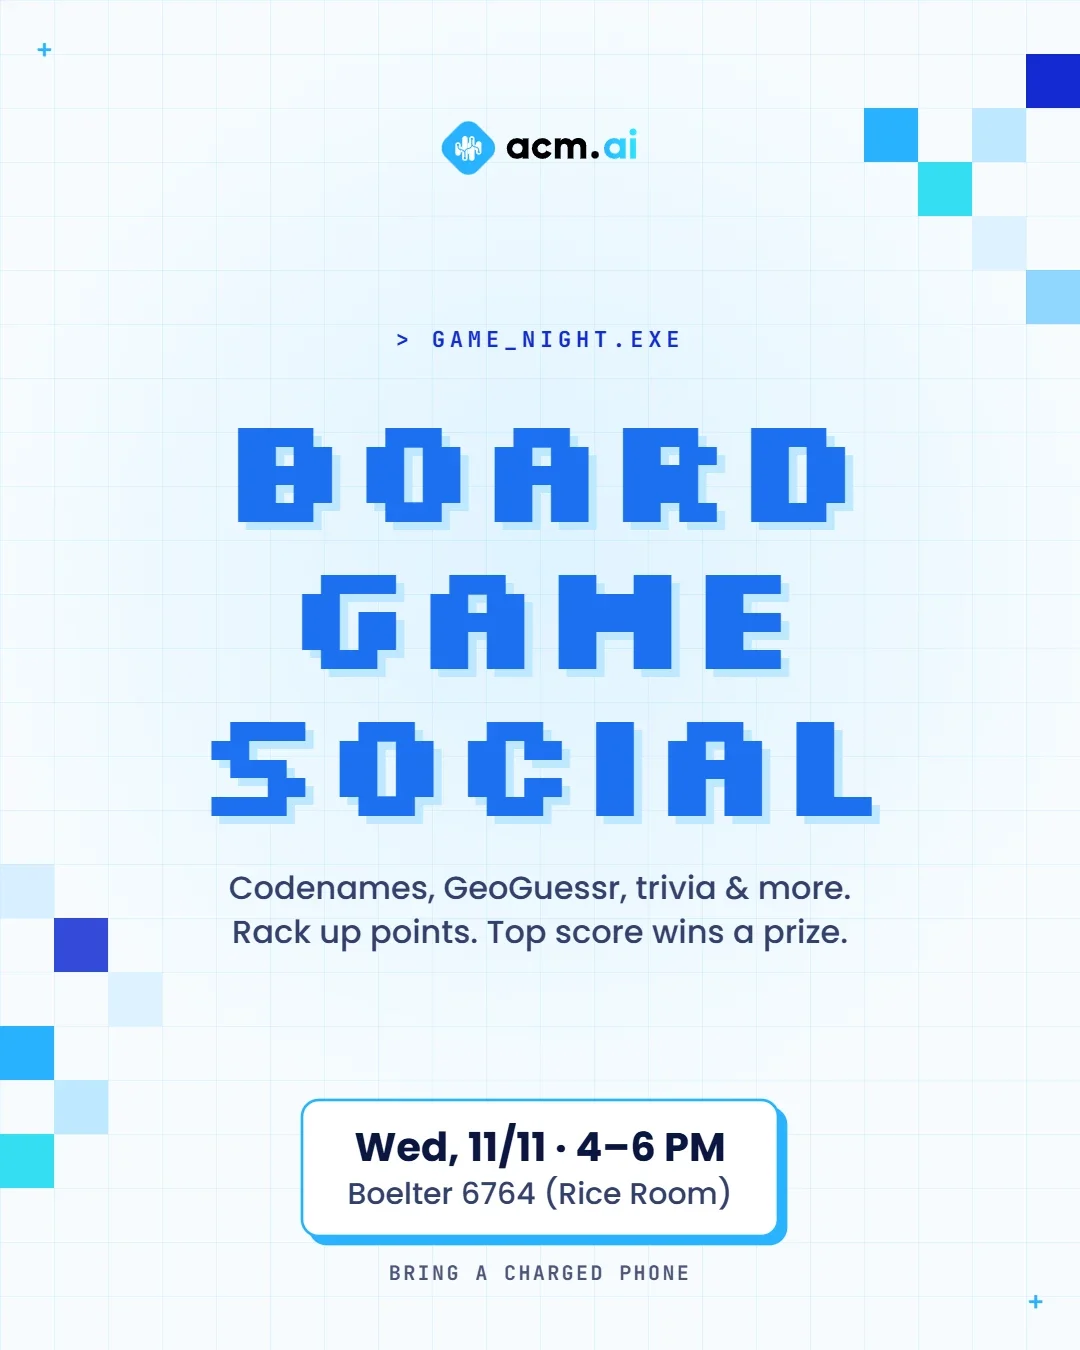 acm.ai
> GAME_NIGHT.EXE
BOARD
GAME
SOCIAL
Codenames, GeoGuessr, trivia & more.
Rack up points. Top score wins a prize.
Wed, 11/11 · 4–6 PM
Boelter 6764 (Rice Room)
BRING A CHARGED PHONE